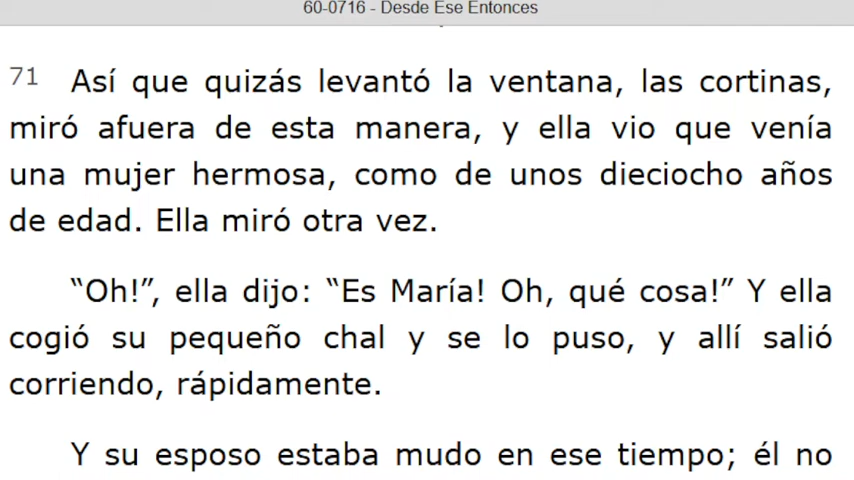 60-0716 - Desde Ese Entonces
71 Así que quizás levantó la ventana, las cortinas,
miró afuera de esta manera, y ella vio que venía
una mujer hermosa, como de unos dieciocho años
de edad. Ella miró otra vez.
“Oh!”, ella dijo: “Es María! Oh, qué cosa!” Y ella
cogió su pequeño chal y se lo puso, y allí salió
corriendo, rápidamente.
Y su esposo estaba mudo en ese tiempo; él no